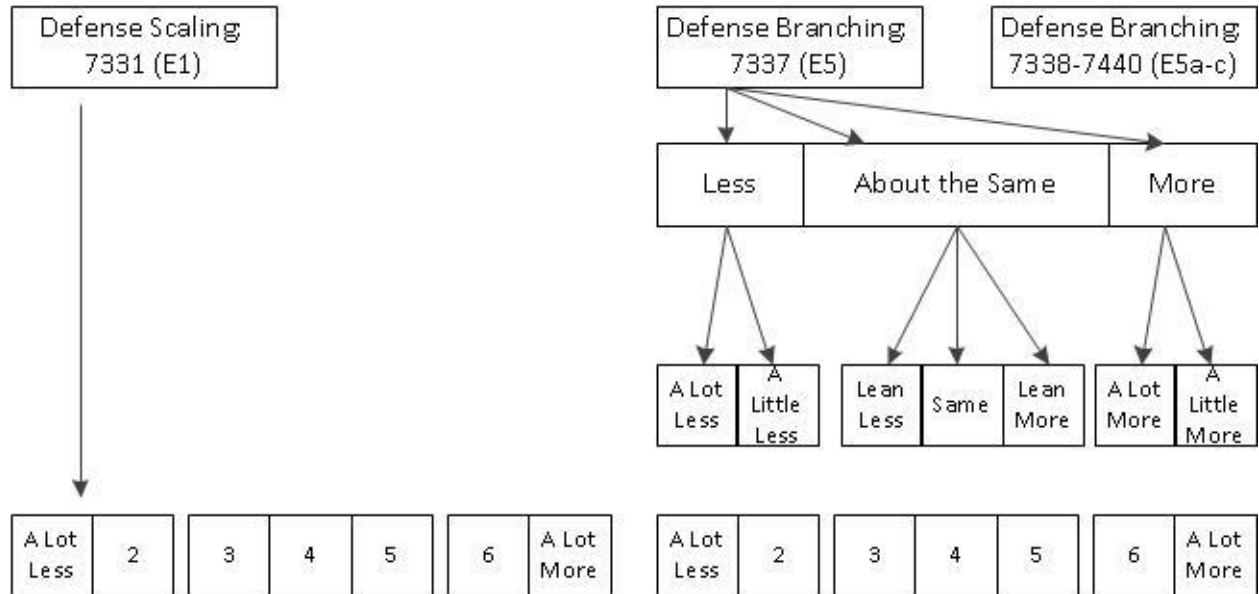 Defense Scaling:
7331 (E1)
Defense Branching:
7337 (E5)
Defense Branching:
7338-7440 (E5a-c)
Less
About the Same
More
A Lot
Less
A
Little
Less
Lean
Less
Same
Lean
More
A Lot
More
A
Little
More
A Lot
Less
2
3
4
5
6
A Lot
More
A Lot
Less
2
3
4
5
6
A Lot
More